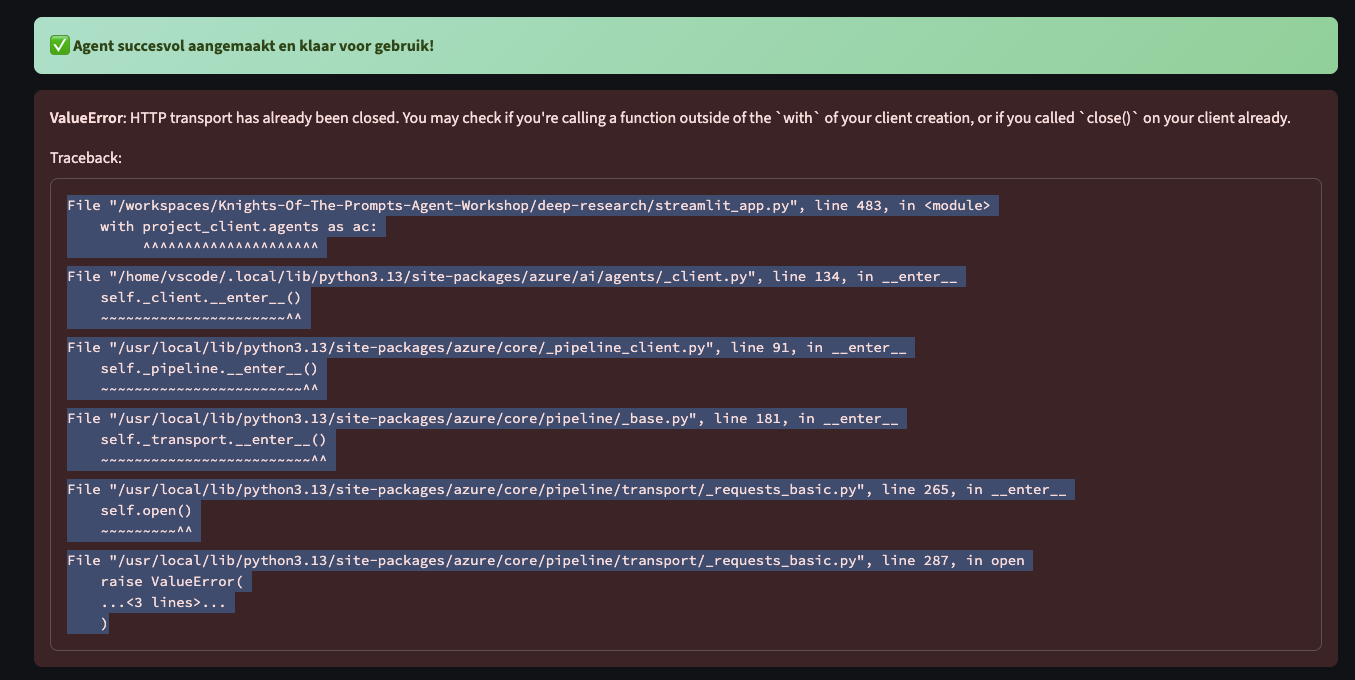 ✅ Agent succesvol aangemaakt en klaar voor gebruik!
ValueError: HTTP transport has already been closed. You may check if you're calling a function outside of the `with` of your client creation, or if you called `close()` on your client already.
Traceback:
File "/workspaces/Knights-Of-The-Prompts-Agent-Workshop/deep-research/streamlit_app.py", line 483, in <module>
    with project_client.agents as ac:
         ^^^^^^^^^^^^^^^^^^^^^
File "/home/vscode/.local/lib/python3.13/site-packages/azure/ai/agents/_client.py", line 134, in __enter__
    self._client.__enter__()
    ~~~~~~~~~~~~~~~~~~~~~~^^
File "/usr/local/lib/python3.13/site-packages/azure/core/_pipeline_client.py", line 91, in __enter__
    self._pipeline.__enter__()
    ~~~~~~~~~~~~~~~~~~~~~~~~^^
File "/usr/local/lib/python3.13/site-packages/azure/core/pipeline/_base.py", line 181, in __enter__
    self._transport.__enter__()
    ~~~~~~~~~~~~~~~~~~~~~~~~~^^
File "/usr/local/lib/python3.13/site-packages/azure/core/pipeline/transport/_requests_basic.py", line 265, in __enter__
    self.open()
    ~~~~~~~~~^^
File "/usr/local/lib/python3.13/site-packages/azure/core/pipeline/transport/_requests_basic.py", line 287, in open
    raise ValueError(
    ...<3 lines>...
    )